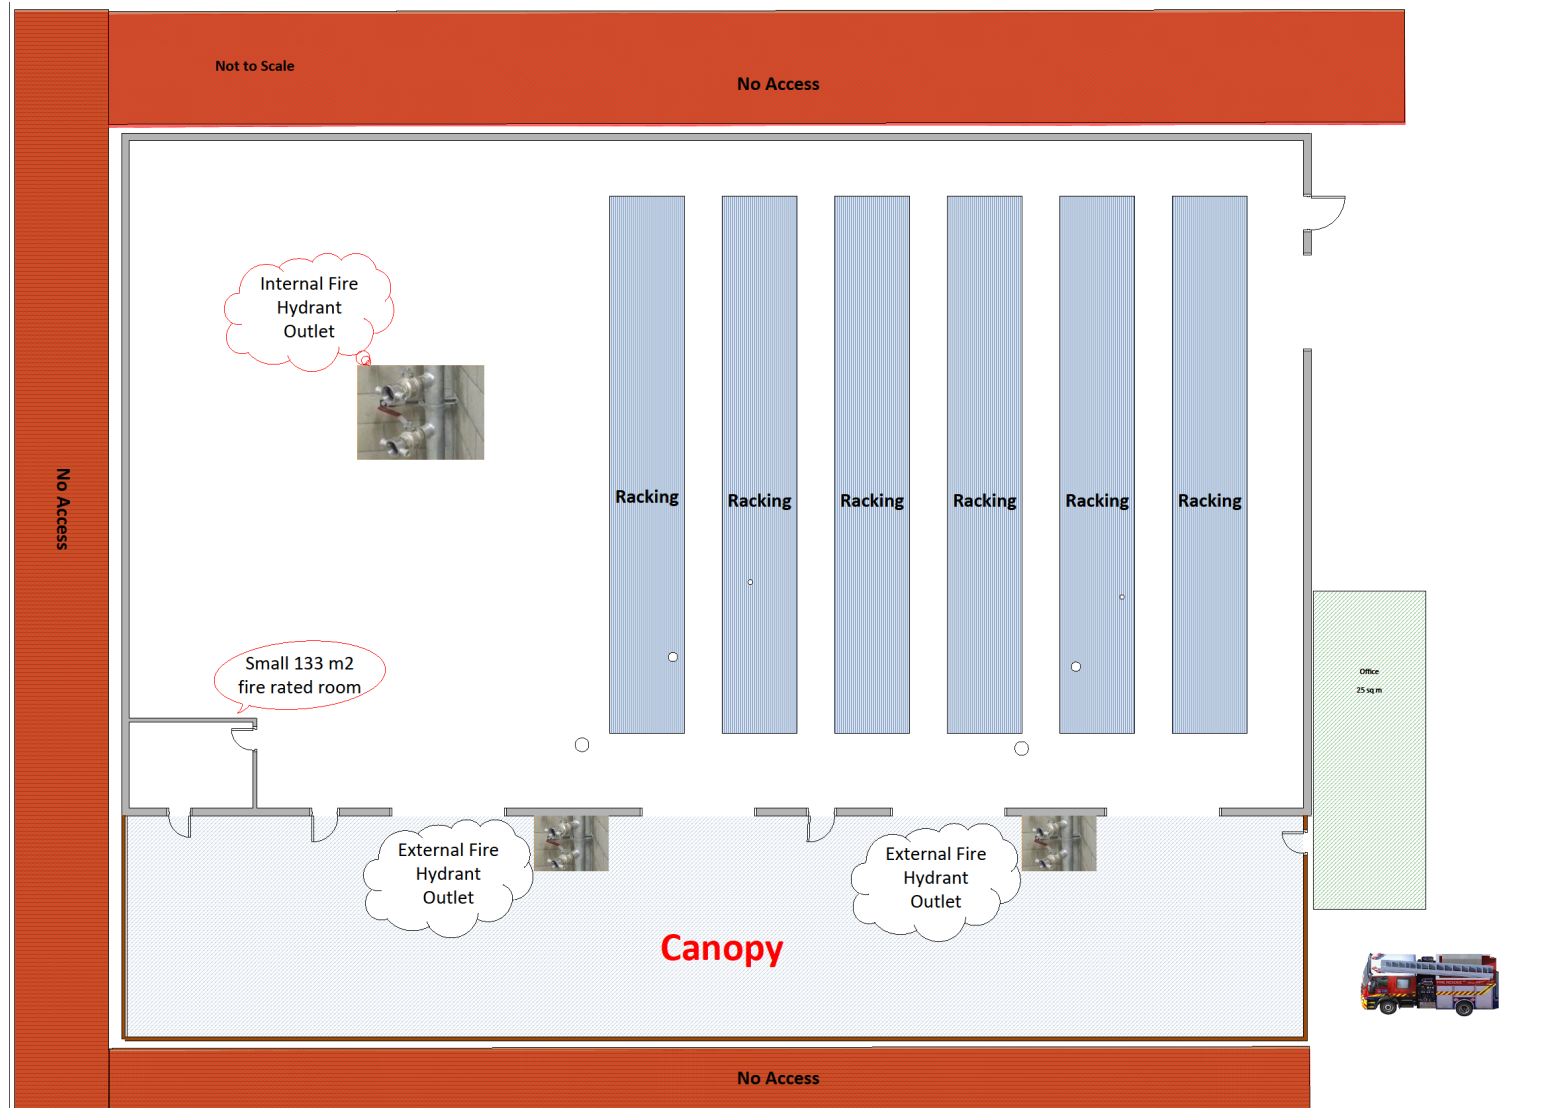 Not to Scale
No Access
Internal Fire
Hydrant
Outlet
No Access
Racking
Racking
Racking
Racking
Racking
Racking
Small 133 m2
fire rated room
Office
25 sq m
External Fire
Hydrant
Outlet
External Fire
Hydrant
Outlet
Canopy
No Access